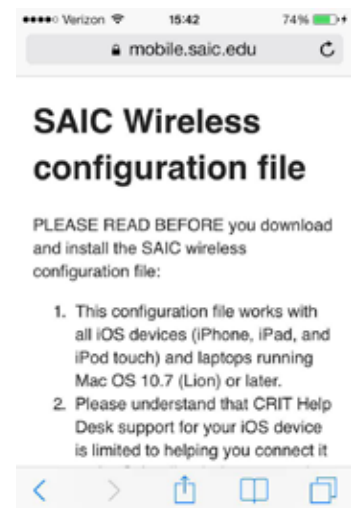 Verizon 15:42 74%
mobile.saic.edu
SAIC Wireless
configuration file
PLEASE READ BEFORE you download
and install the SAIC wireless
configuration file:
1. This configuration file works with
all iOS devices (iPhone, iPad, and
iPod touch) and laptops running
Mac OS 10.7 (Lion) or later.
2. Please understand that CRIT Help
Desk support for your iOS device
is limited to helping you connect it